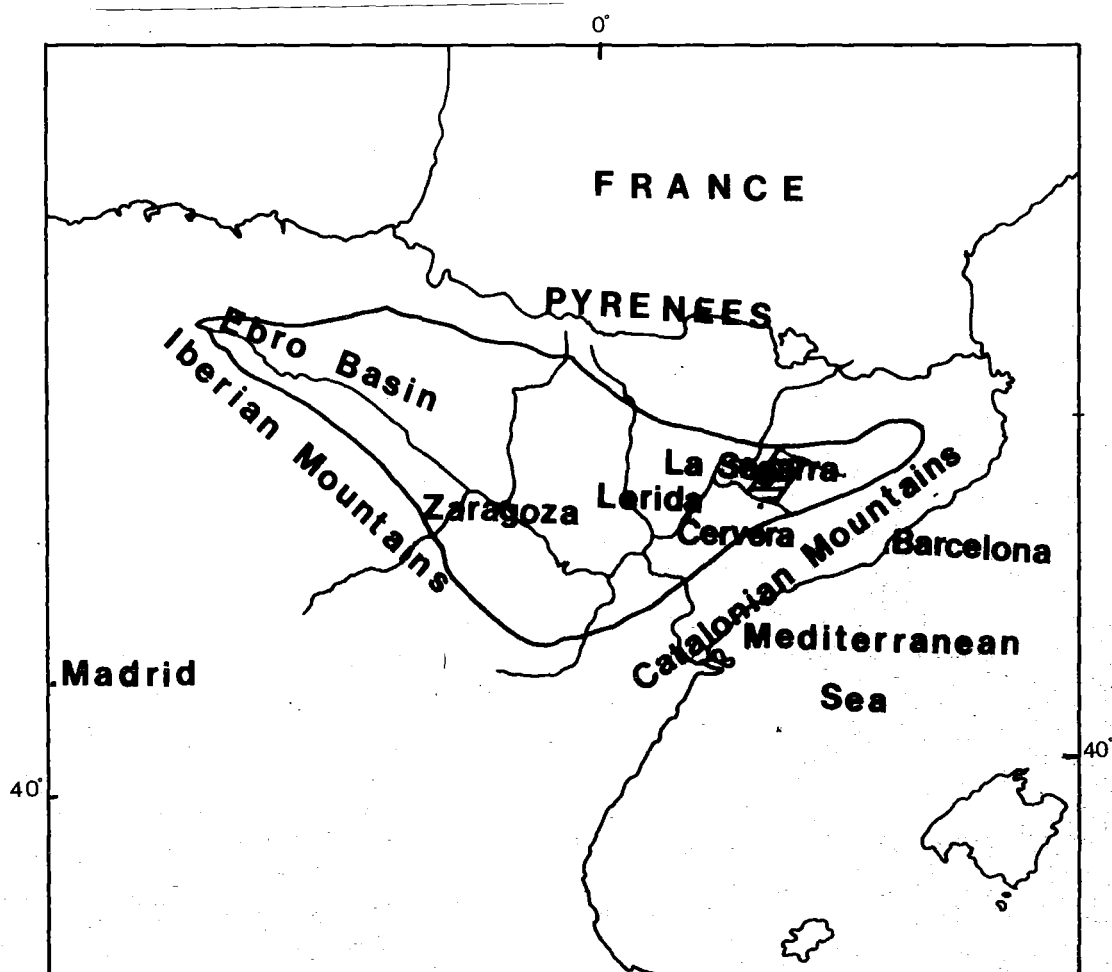 0°
FRANCE
PYRENEES
Ebro Basin
Iberian Mountains
La Sagarra
Lerida
Zaragoza
Cervera
Barcelona
Catalonian Mountains
Mediterranean
Sea
.Madrid
40°
40°